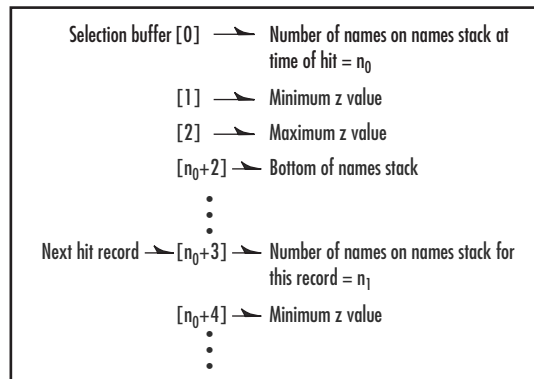 Selection buffer [0] Number of names on names stack at
time of hit = n₀
[1] Minimum z value
[2] Maximum z value
[n₀+2] Bottom of names stack
Next hit record [n₀+3] Number of names on names stack for
this record = n₁
[n₀+4] Minimum z value